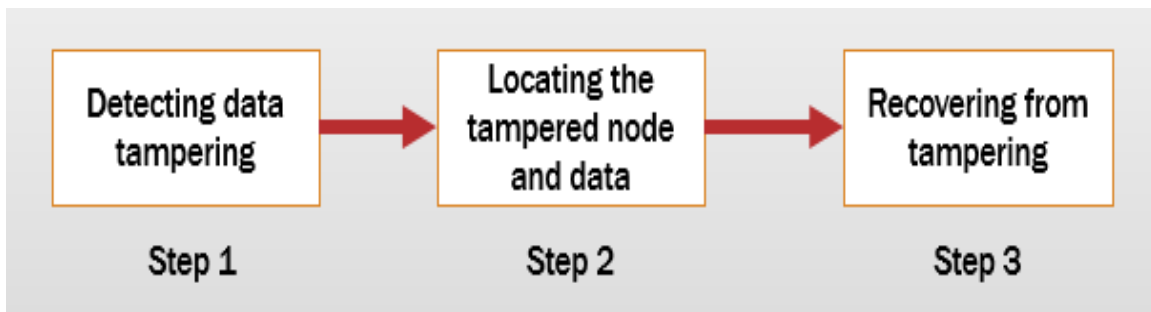 Detecting data
tampering
Locating the
tampered node
and data
Recovering from
tampering
Step 1
Step 2
Step 3